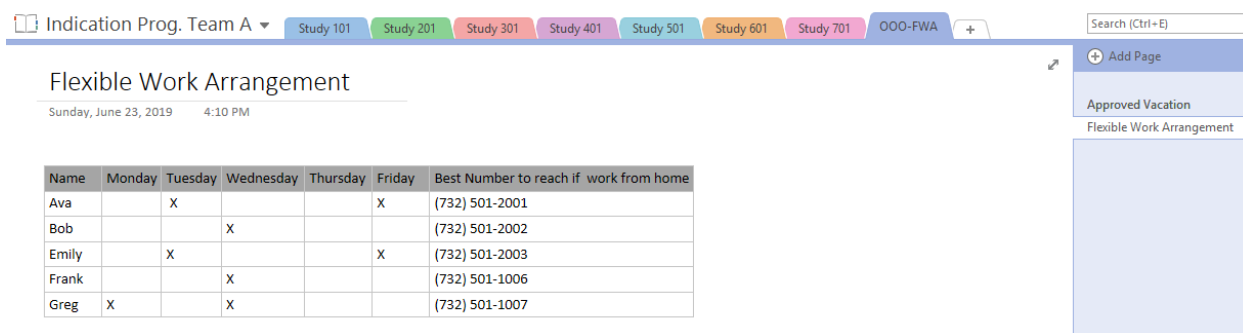 Indication Prog. Team A Study 101 Study 201 Study 301 Study 401 Study 501 Study 601 Study 701 OOO-FWA + Search (Ctrl+E)
Add Page
Flexible Work Arrangement
Sunday, June 23, 2019 4:10 PM
Approved Vacation
Flexible Work Arrangement
Name Monday Tuesday Wednesday Thursday Friday Best Number to reach if work from home
Ava X X (732) 501-2001
Bob X (732) 501-2002
Emily X X (732) 501-2003
Frank X (732) 501-1006
Greg X X (732) 501-1007